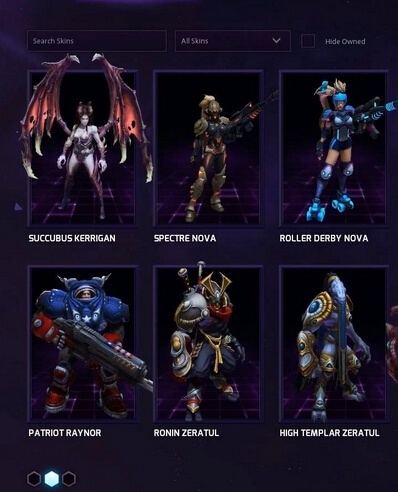 Search Skins
All Skins
Hide Owned
SUCCUBUS KERRIGAN
SPECTRE NOVA
ROLLER DERBY NOVA
PATRIOT RAYNOR
RONIN ZERATUL
HIGH TEMPLAR ZERATUL